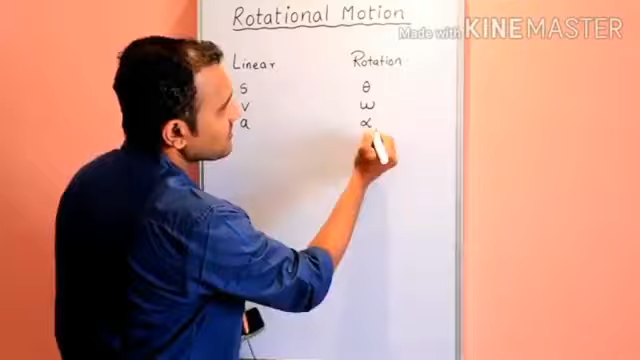 Rotational Motion
Made with KINEMASTER
Linear Rotation
s θ
v ω
a α